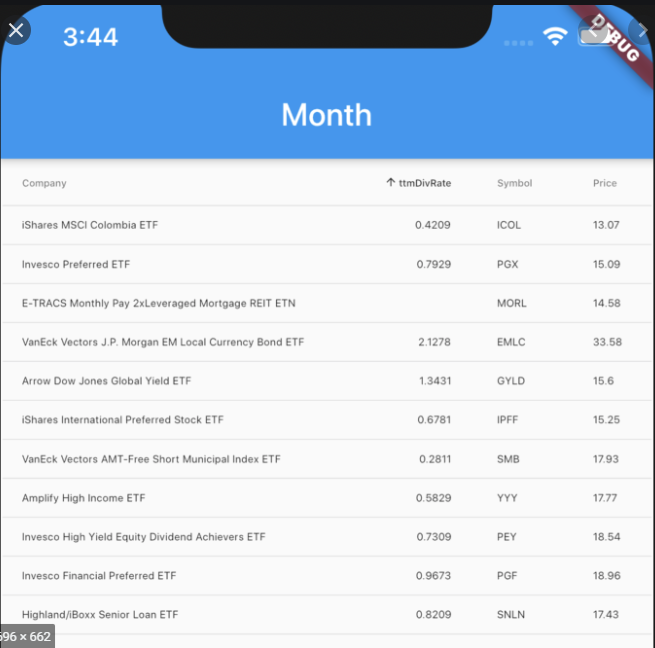 3:44
DEBUG
Month
Company ↑ ttmDivRate Symbol Price
iShares MSCI Colombia ETF 0.4209 ICOL 13.07
Invesco Preferred ETF 0.7929 PGX 15.09
E-TRACS Monthly Pay 2xLeveraged Mortgage REIT ETN MORL 14.58
VanEck Vectors J.P. Morgan EM Local Currency Bond ETF 2.1278 EMLC 33.58
Arrow Dow Jones Global Yield ETF 1.3431 GYLD 15.6
iShares International Preferred Stock ETF 0.6781 IPFF 15.25
VanEck Vectors AMT-Free Short Municipal Index ETF 0.2811 SMB 17.93
Amplify High Income ETF 0.5829 YYY 17.77
Invesco High Yield Equity Dividend Achievers ETF 0.7309 PEY 18.54
Invesco Financial Preferred ETF 0.9673 PGF 18.96
Highland/iBoxx Senior Loan ETF 0.8209 SNLN 17.43
696 × 662